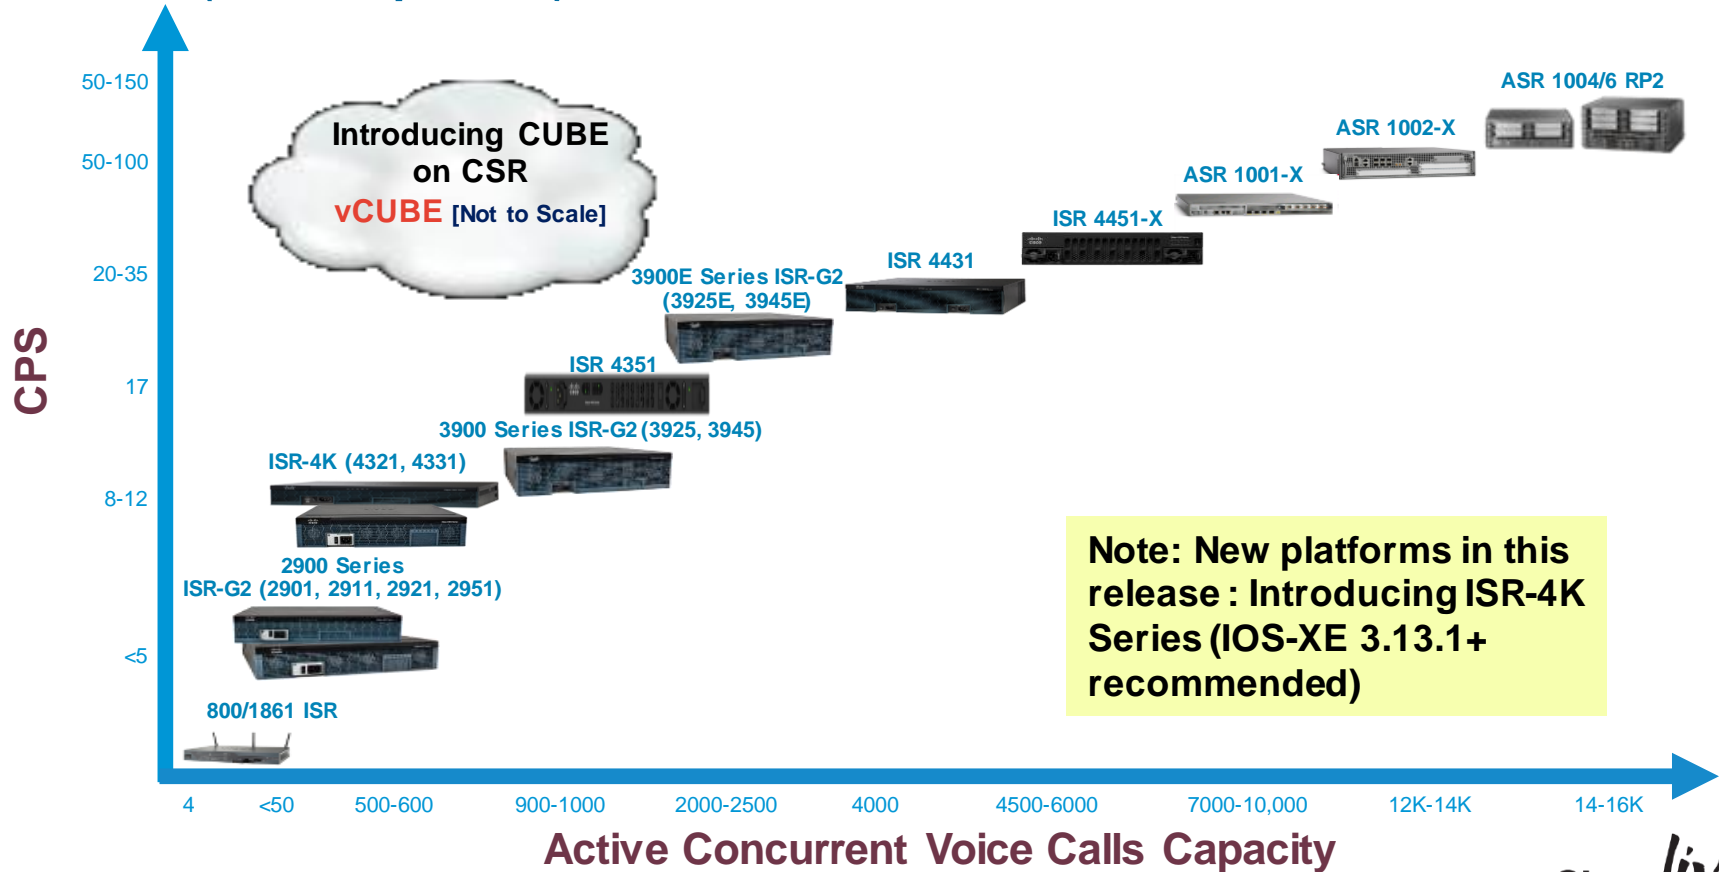 50-150
50-100
20-35
17
8-12
<5
CPS
Introducing CUBE
on CSR
vCUBE [Not to Scale]
ASR 1004/6 RP2
ASR 1002-X
ASR 1001-X
ISR 4451-X
ISR 4431
3900E Series ISR-G2
(3925E, 3945E)
ISR 4351
3900 Series ISR-G2 (3925, 3945)
ISR-4K (4321, 4331)
2900 Series
ISR-G2 (2901, 2911, 2921, 2951)
800/1861 ISR
Note: New platforms in this
release : Introducing ISR-4K
Series (IOS-XE 3.13.1+
recommended)
4
<50
500-600
900-1000
2000-2500
4000
4500-6000
7000-10,000
12K-14K
14-16K
Active Concurrent Voice Calls Capacity